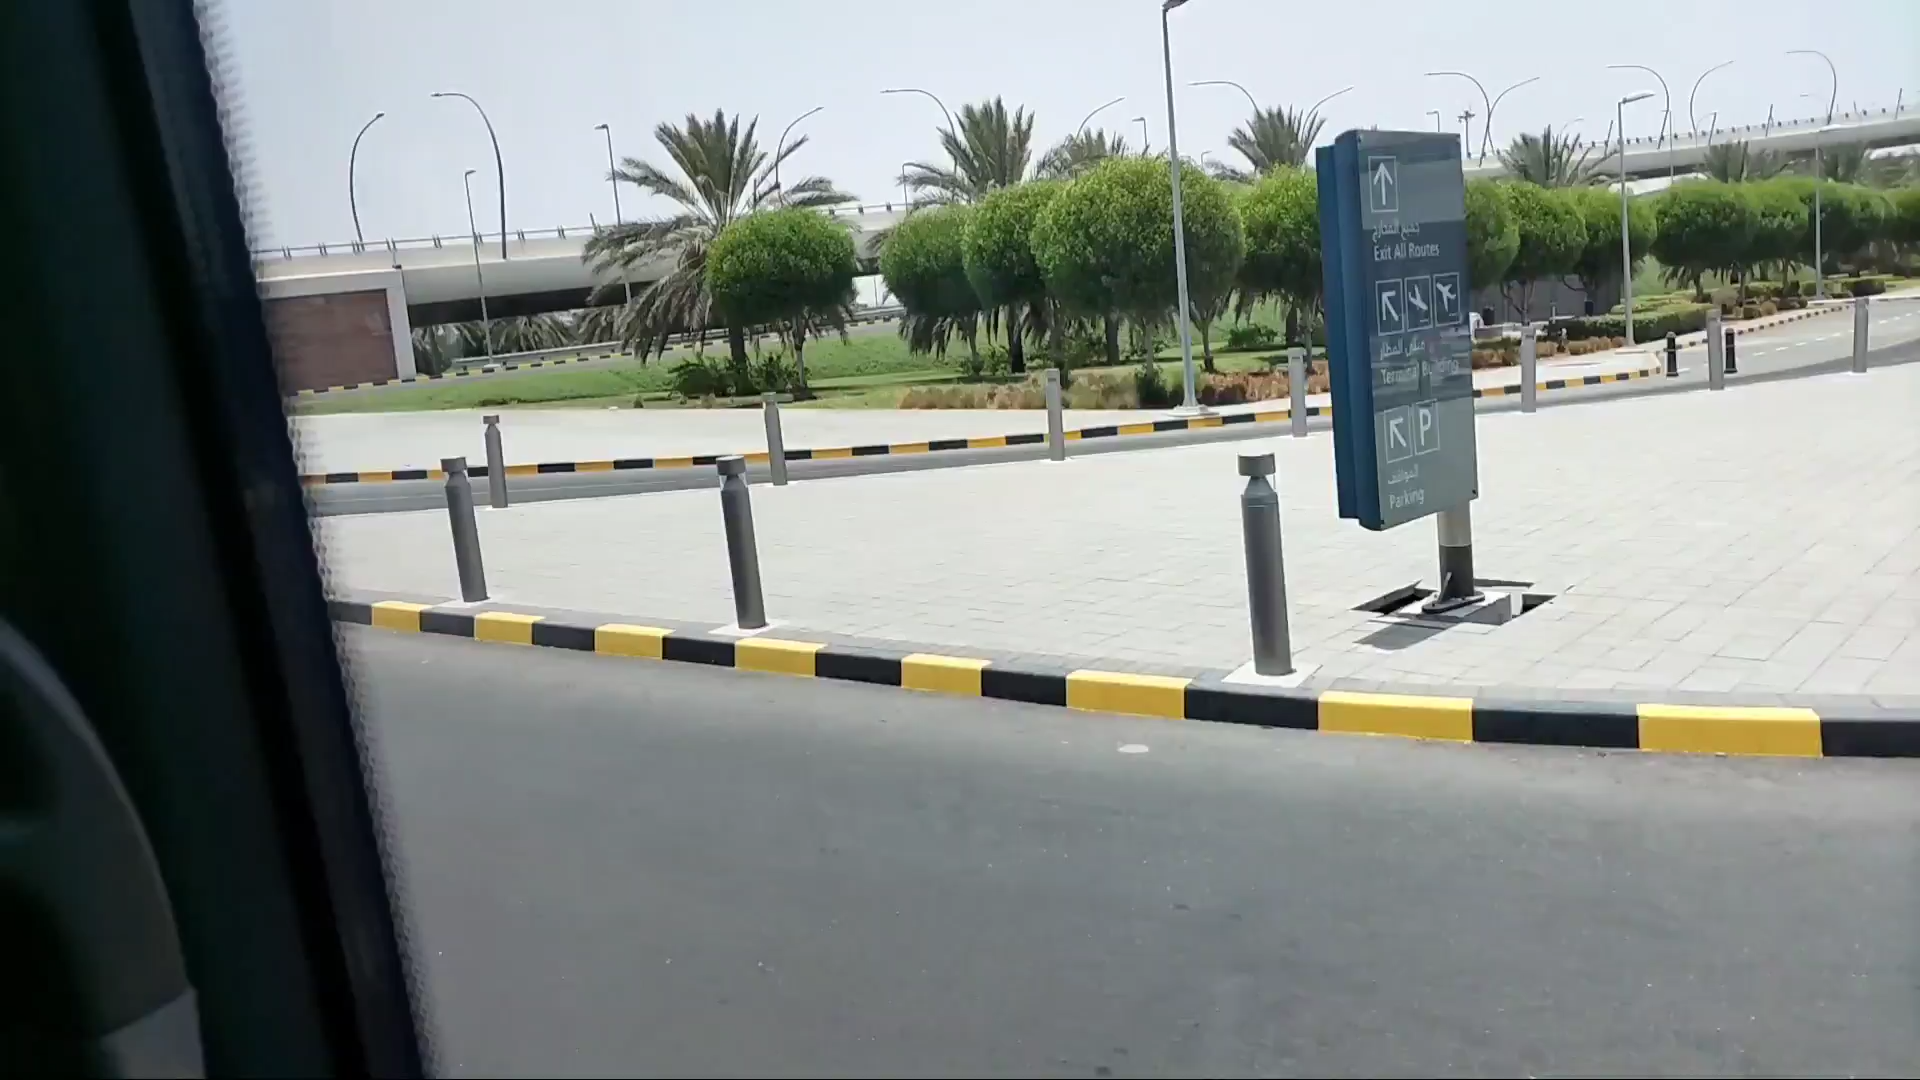 جميع المخارج
Exit All Routes
مبنى المطار
Terminal Building
P
المواقف
Parking